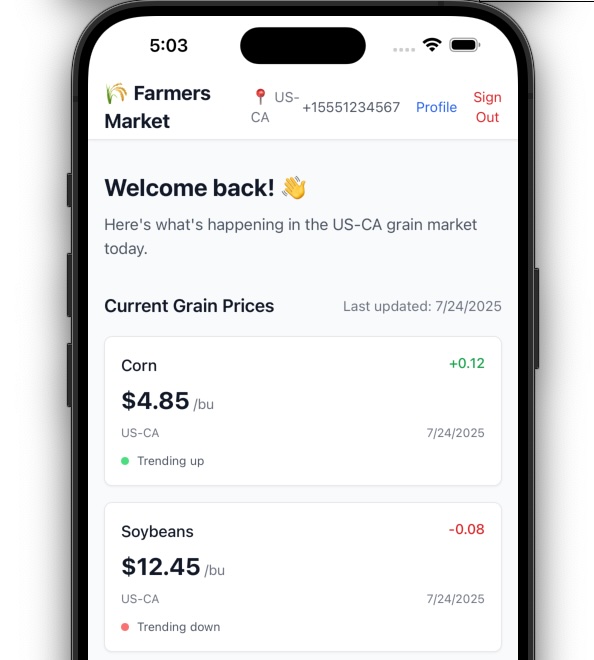 5:03
🌾 Farmers Market
📍 US-CA
+15551234567
Profile
Sign Out
Welcome back! 👋
Here's what's happening in the US-CA grain market
today.
Current Grain Prices
Last updated: 7/24/2025
Corn
+0.12
$4.85 /bu
US-CA
7/24/2025
Trending up
Soybeans
-0.08
$12.45 /bu
US-CA
7/24/2025
Trending down